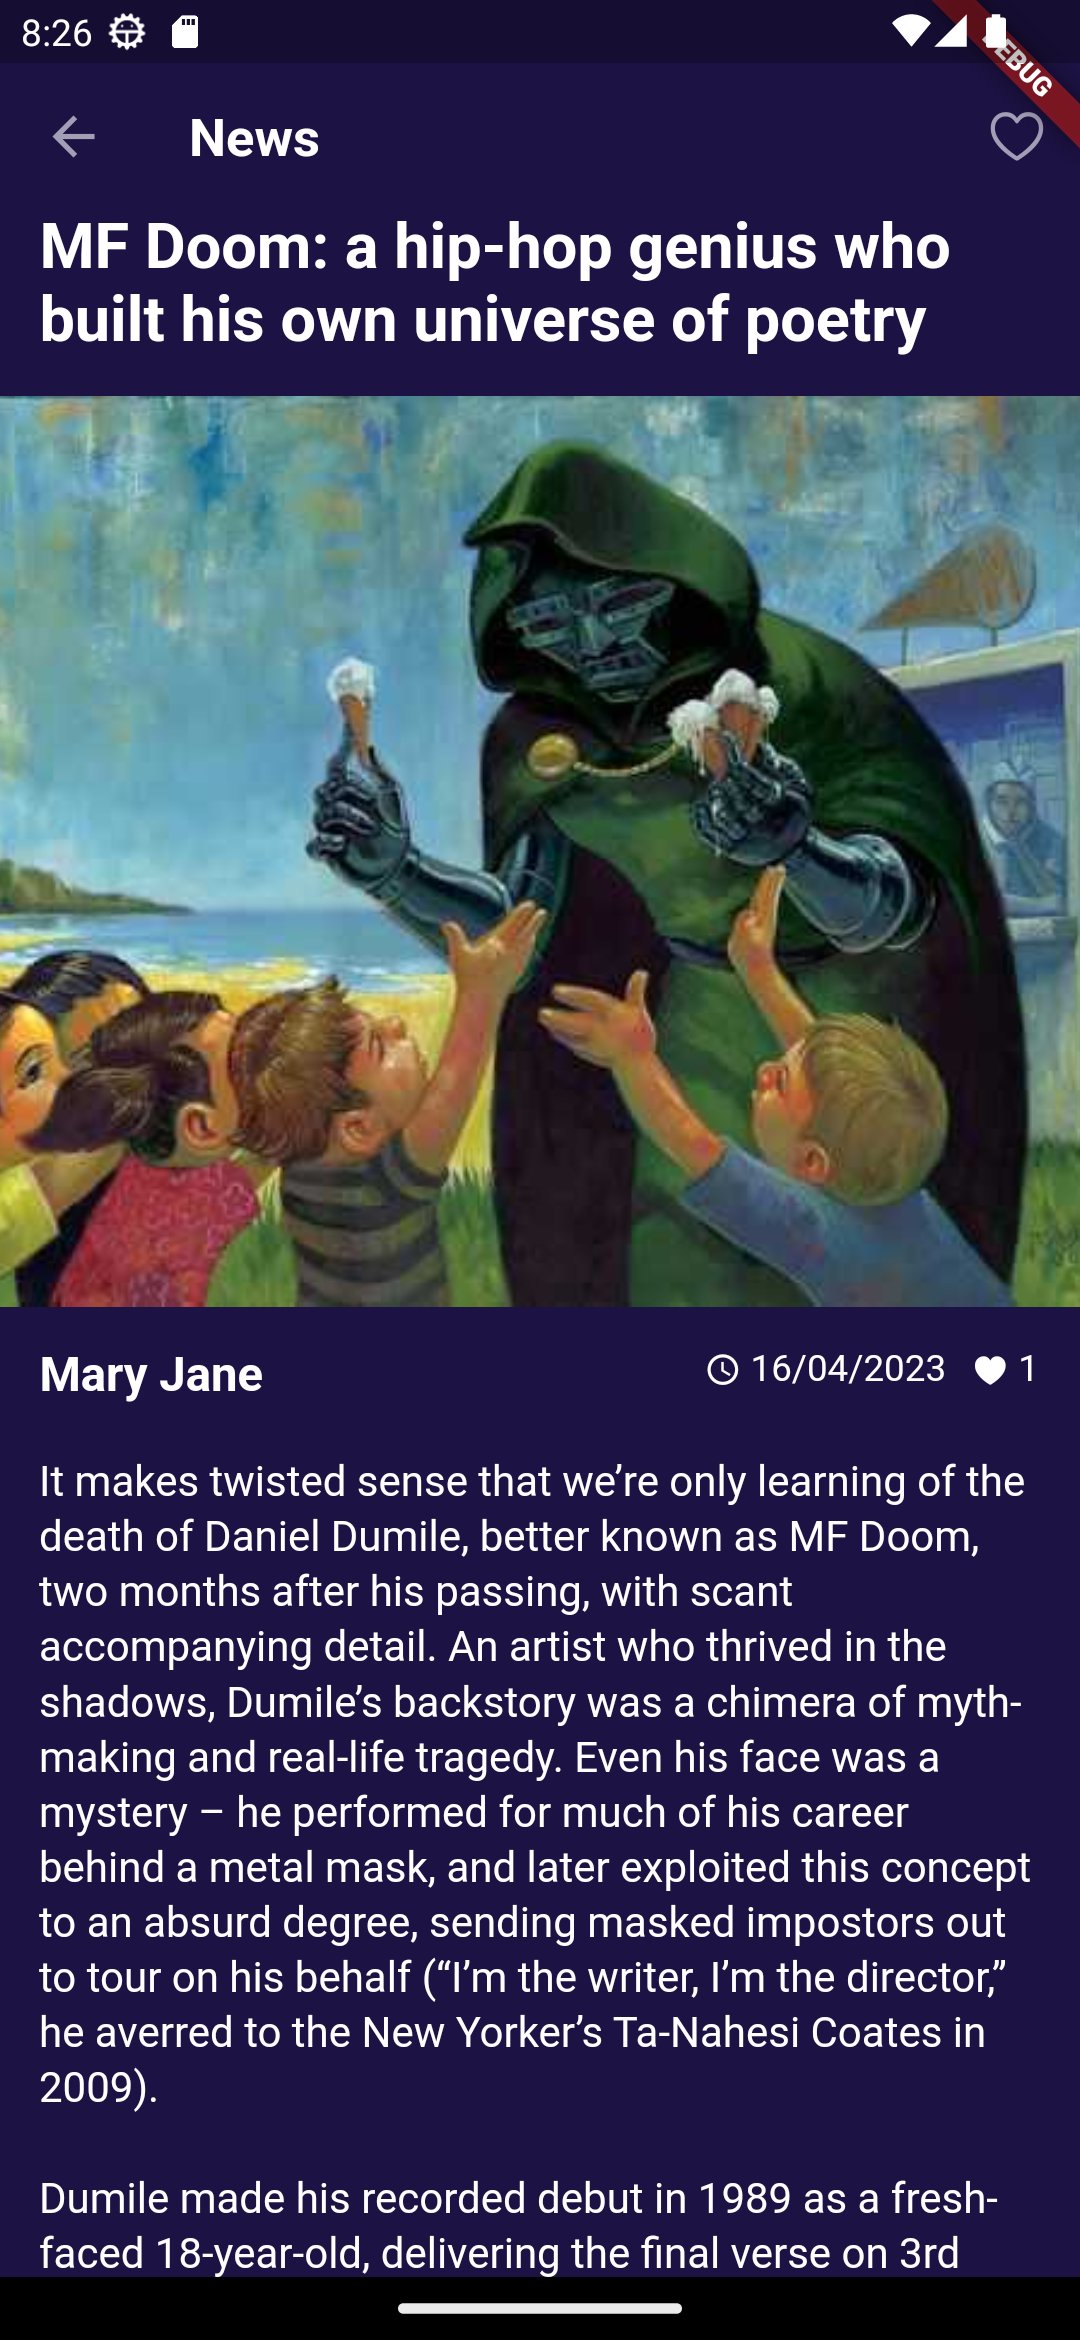 8:26
DEBUG
News
MF Doom: a hip-hop genius who
built his own universe of poetry
Mary Jane
16/04/2023 1
It makes twisted sense that we’re only learning of the
death of Daniel Dumile, better known as MF Doom,
two months after his passing, with scant
accompanying detail. An artist who thrived in the
shadows, Dumile’s backstory was a chimera of myth-
making and real-life tragedy. Even his face was a
mystery – he performed for much of his career
behind a metal mask, and later exploited this concept
to an absurd degree, sending masked impostors out
to tour on his behalf (“I’m the writer, I’m the director,”
he averred to the New Yorker’s Ta-Nahesi Coates in
2009).
Dumile made his recorded debut in 1989 as a fresh-
faced 18-year-old, delivering the final verse on 3rd